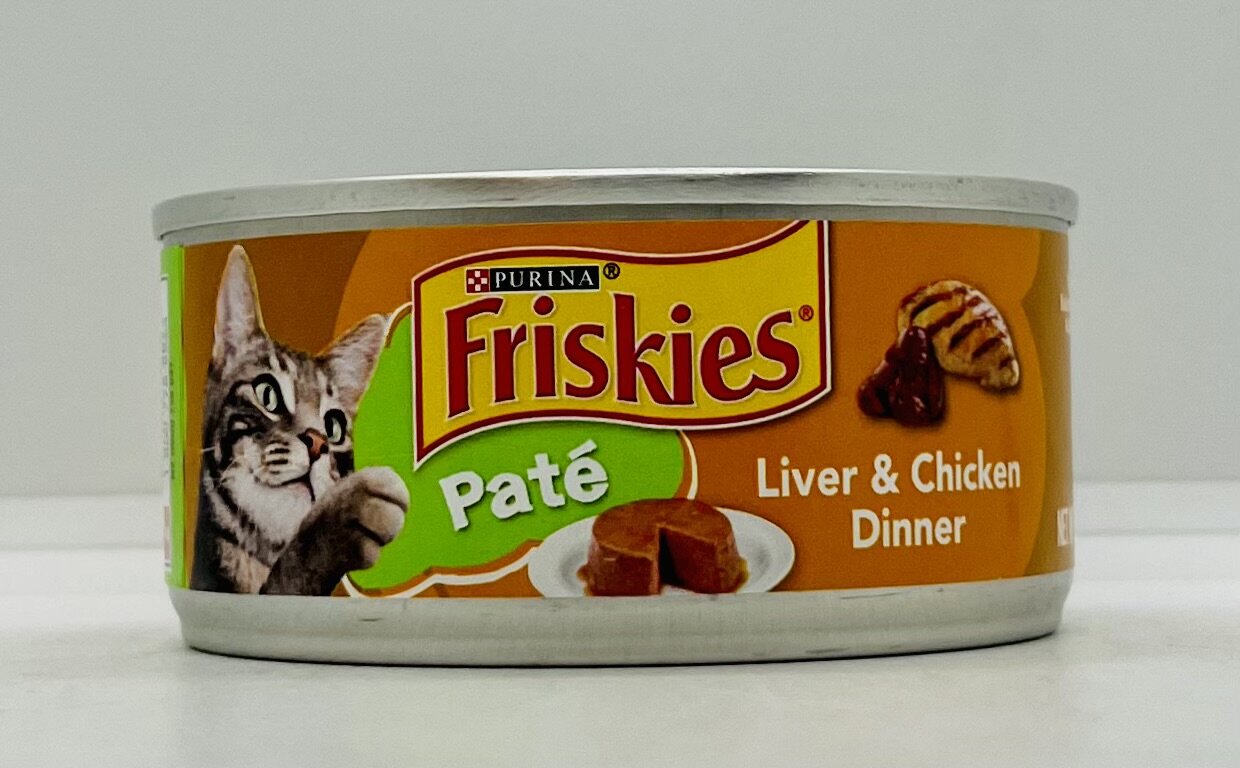 PURINA®
Friskies®
Paté
Liver & Chicken
Dinner